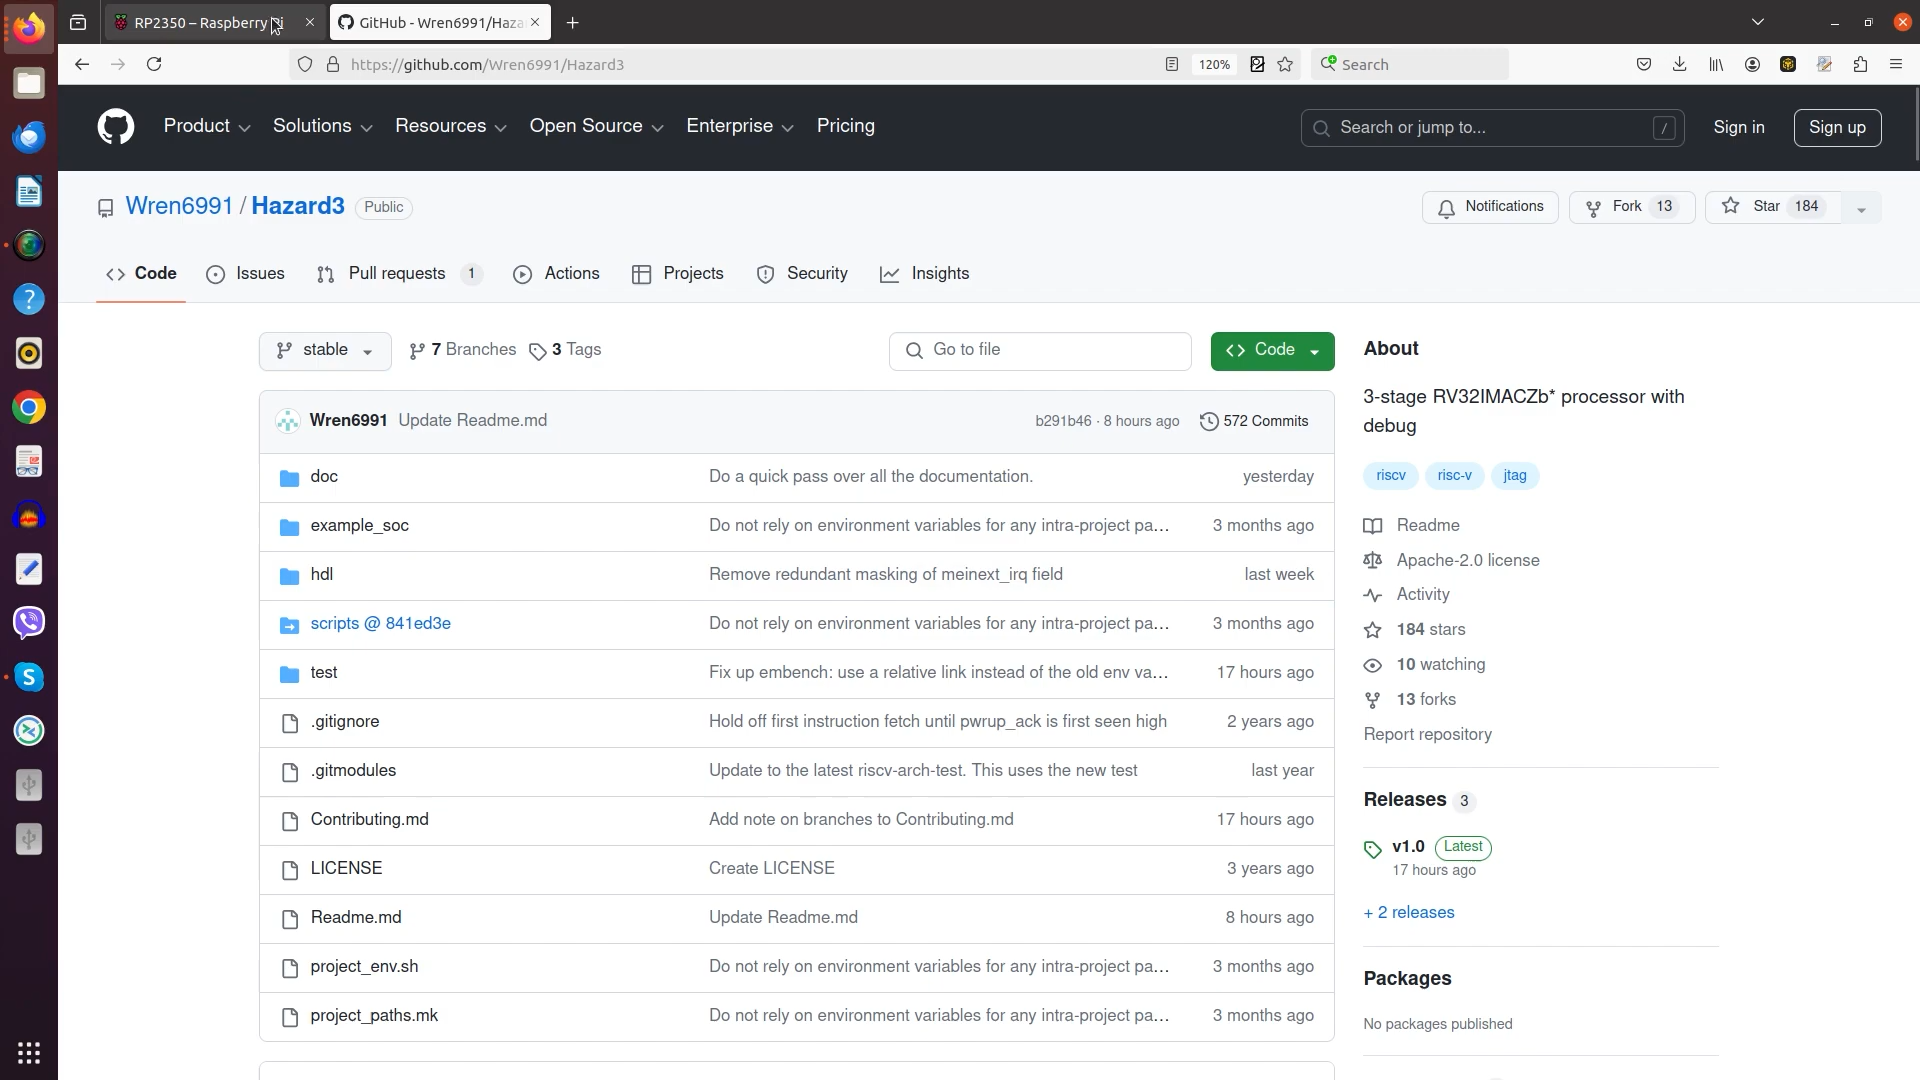 RP2350 – Raspberry Pi
GitHub - Wren6991/Haza
https://github.com/Wren6991/Hazard3
120%
Search
Product
Solutions
Resources
Open Source
Enterprise
Pricing
Search or jump to...
/
Sign in
Sign up
Wren6991 / Hazard3
Public
Notifications
Fork 13
Star 184
Code
Issues
Pull requests 1
Actions
Projects
Security
Insights
stable
7 Branches
3 Tags
Go to file
Code
Wren6991 Update Readme.md b291b46 · 8 hours ago 572 Commits
doc Do a quick pass over all the documentation. yesterday
example_soc Do not rely on environment variables for any intra-project pa… 3 months ago
hdl Remove redundant masking of meinext_irq field last week
scripts @ 841ed3e Do not rely on environment variables for any intra-project pa… 3 months ago
test Fix up embench: use a relative link instead of the old env va… 17 hours ago
.gitignore Hold off first instruction fetch until pwrup_ack is first seen high 2 years ago
.gitmodules Update to the latest riscv-arch-test. This uses the new test last year
Contributing.md Add note on branches to Contributing.md 17 hours ago
LICENSE Create LICENSE 3 years ago
Readme.md Update Readme.md 8 hours ago
project_env.sh Do not rely on environment variables for any intra-project pa… 3 months ago
project_paths.mk Do not rely on environment variables for any intra-project pa… 3 months ago
About
3-stage RV32IMACZb* processor with
debug
riscv
risc-v
jtag
Readme
Apache-2.0 license
Activity
184 stars
10 watching
13 forks
Report repository
Releases 3
v1.0 Latest
17 hours ago
+ 2 releases
Packages
No packages published